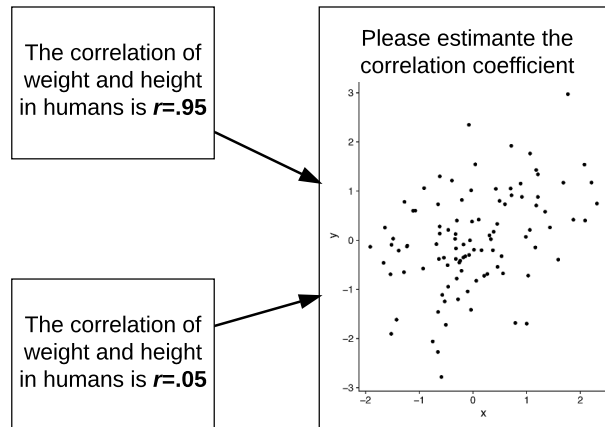 The correlation of
weight and height
in humans is r=.95
The correlation of
weight and height
in humans is r=.05
Please estimante the
correlation coefficient
3
2
1
0
−1
−2
−3
y
−2
−1
0
1
2
x